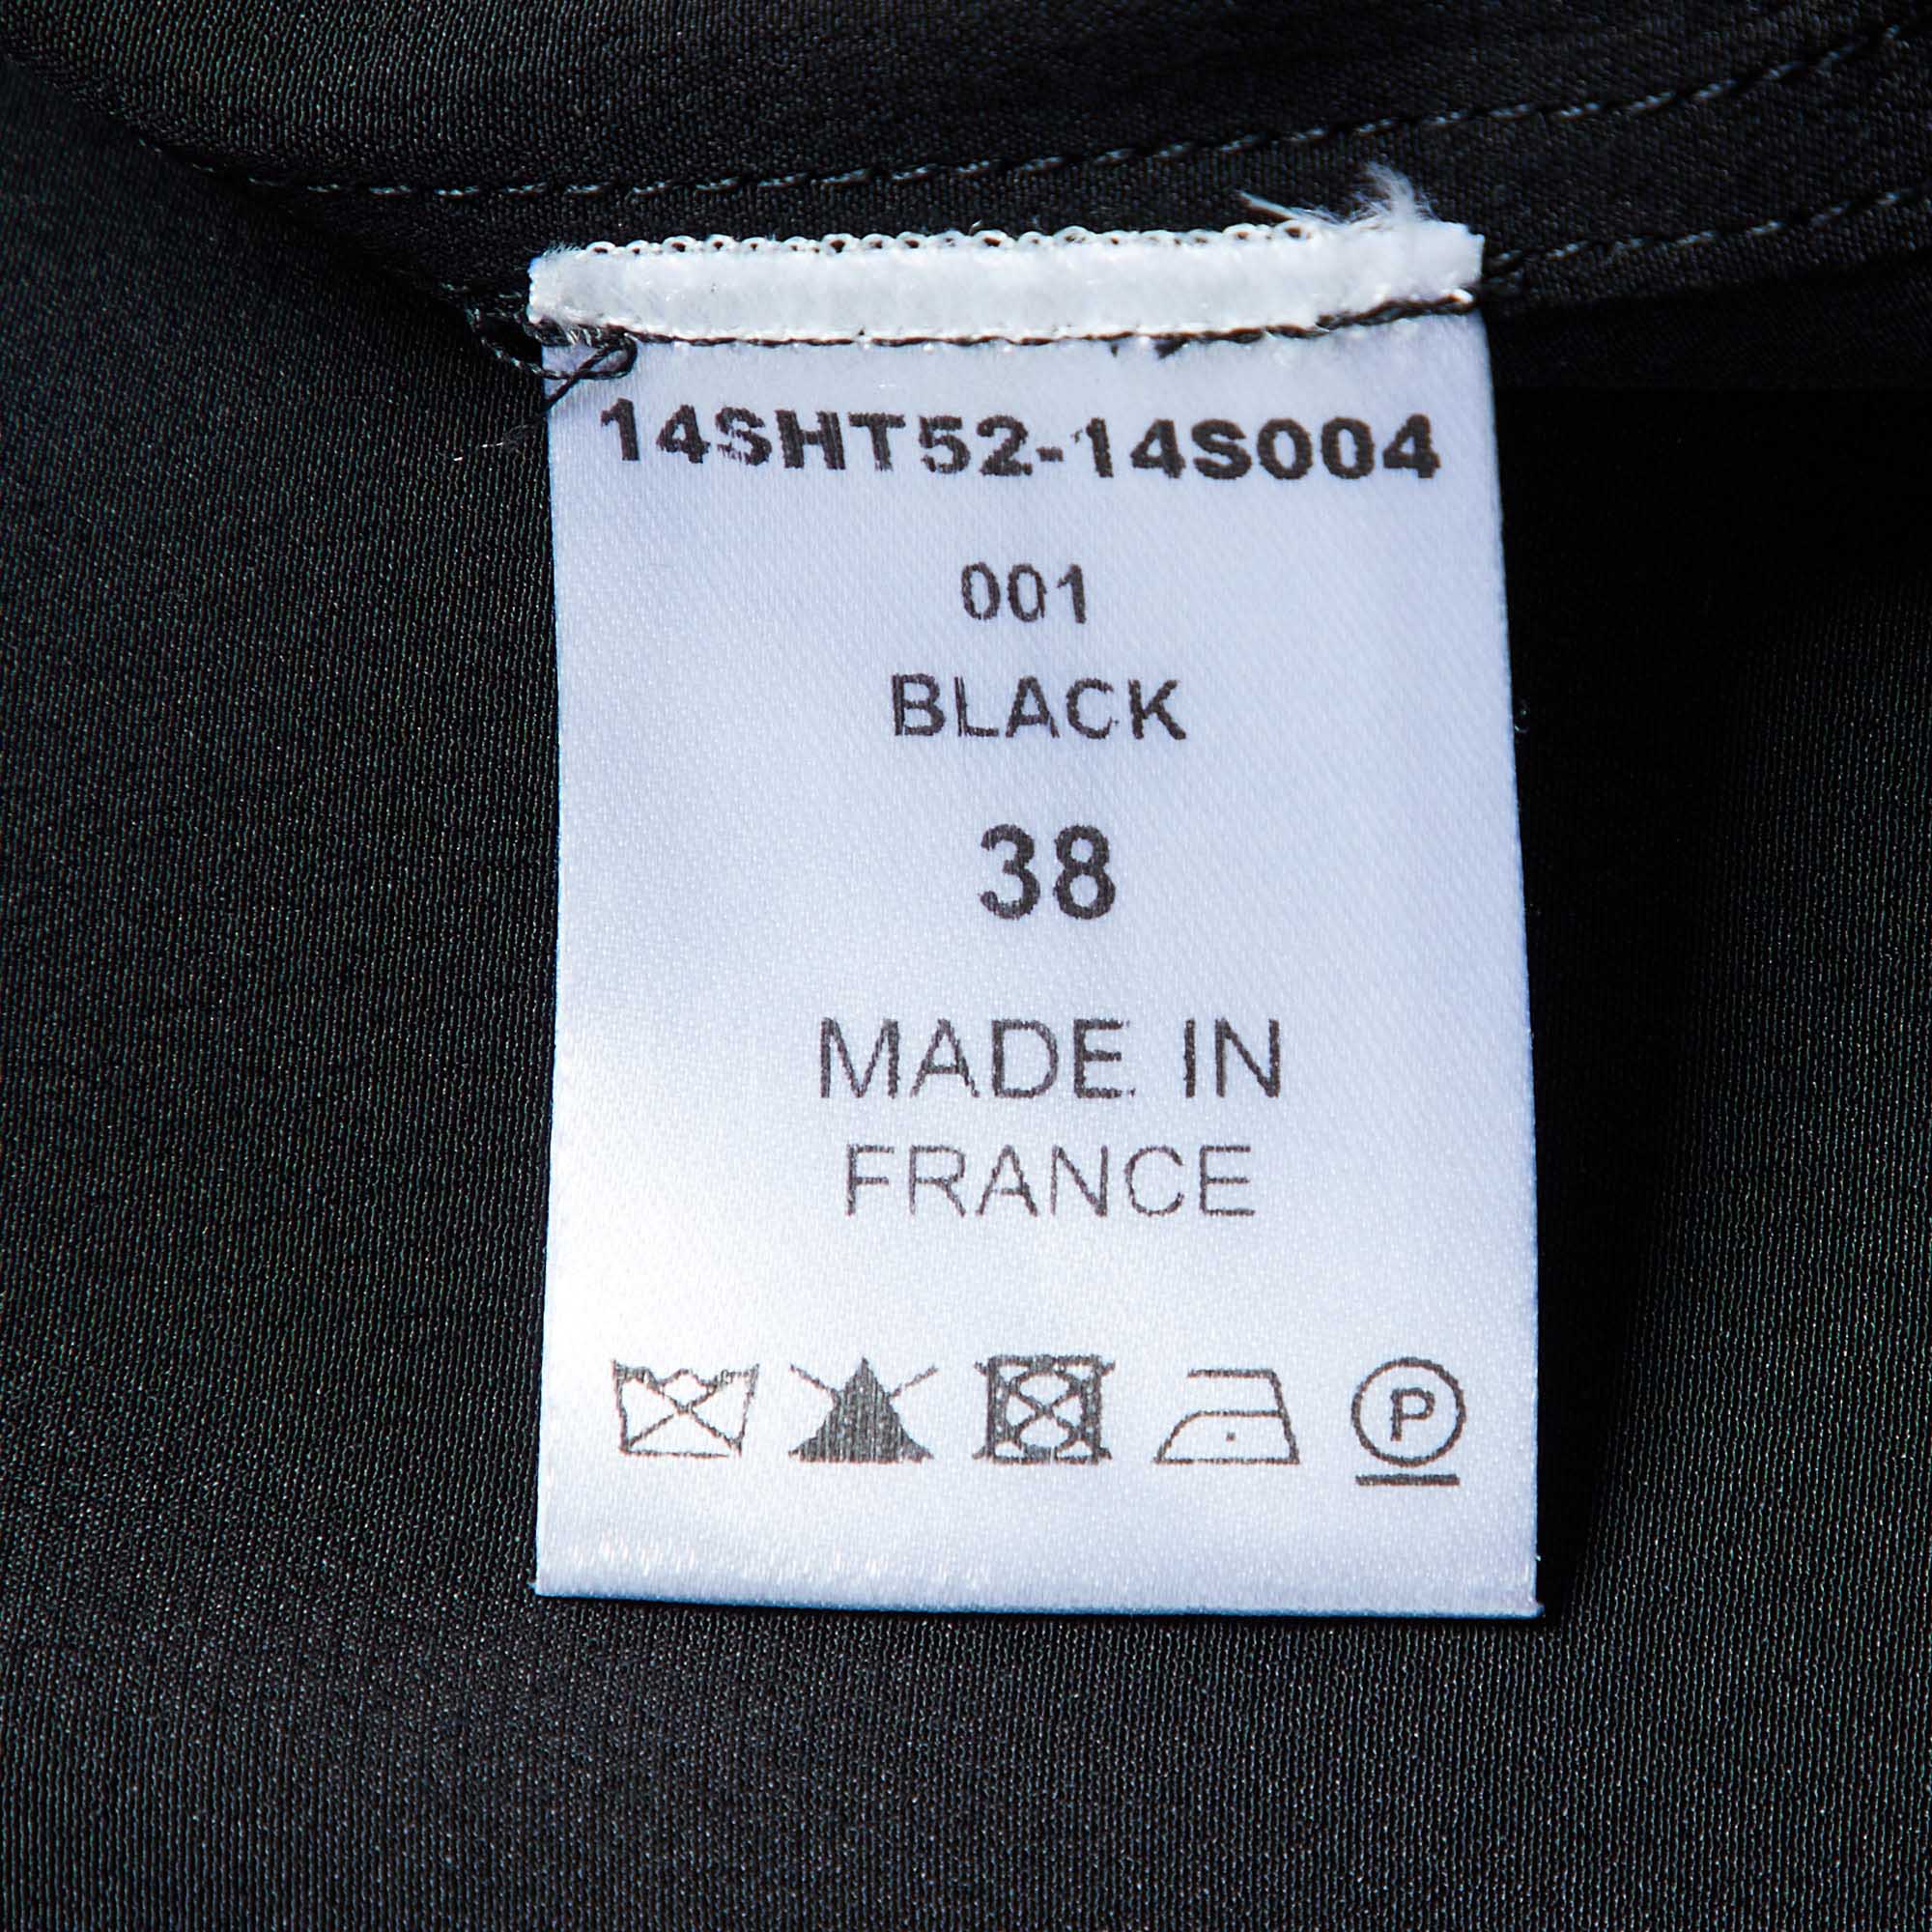 14SHT52-14S004
001
BLACK
38
MADE IN
FRANCE
P